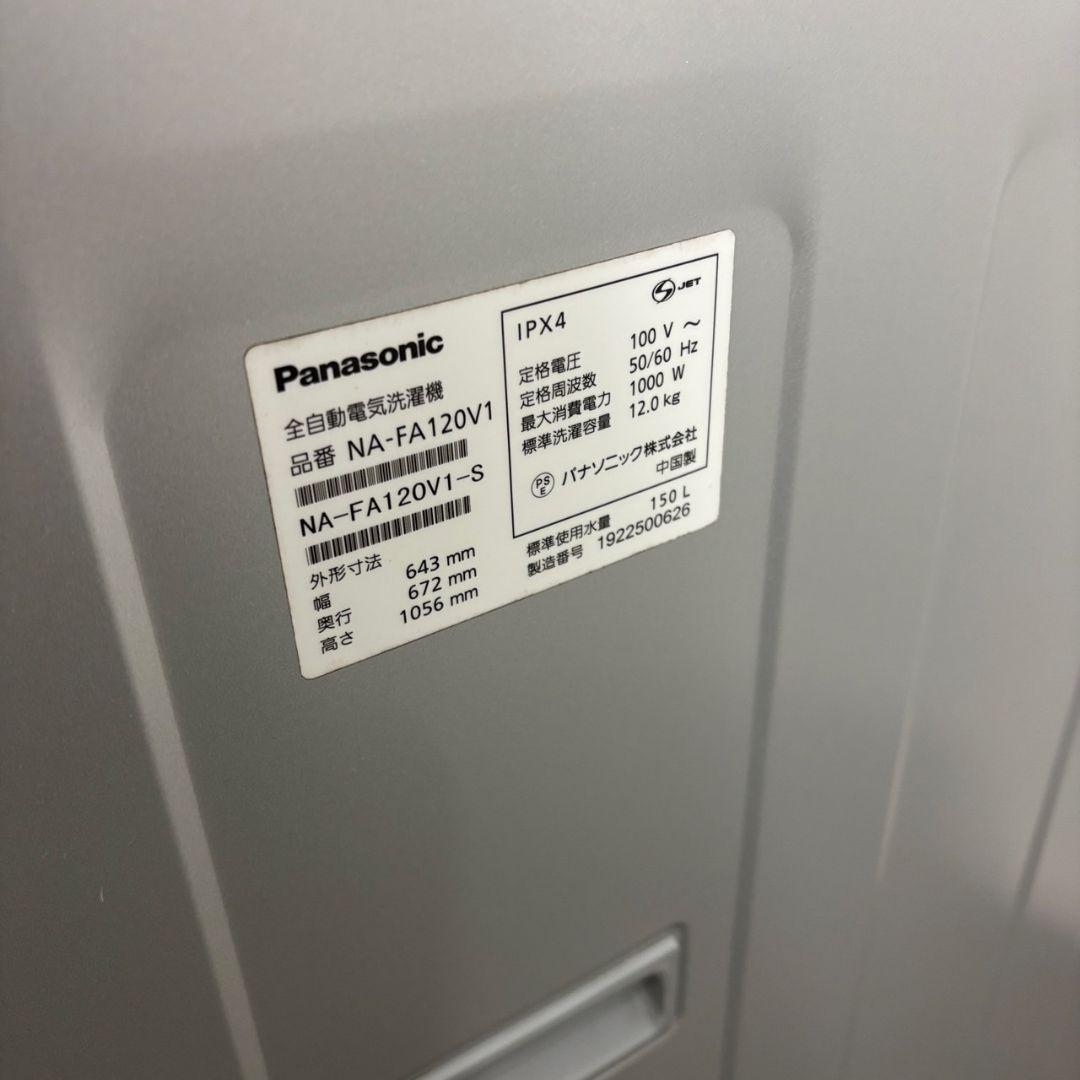 Panasonic
全自動電気洗濯機
品番 NA-FA120V1
NA-FA120V1-S
外形寸法
幅 643 mm
奥行 672 mm
高さ 1056 mm
JET
IPX4
定格電圧 100 V ~
定格周波数 50/60 Hz
最大消費電力 1000 W
標準洗濯容量 12.0 kg
PSE パナソニック株式会社
中国製
標準使用水量 150 L
製造番号 1922500626